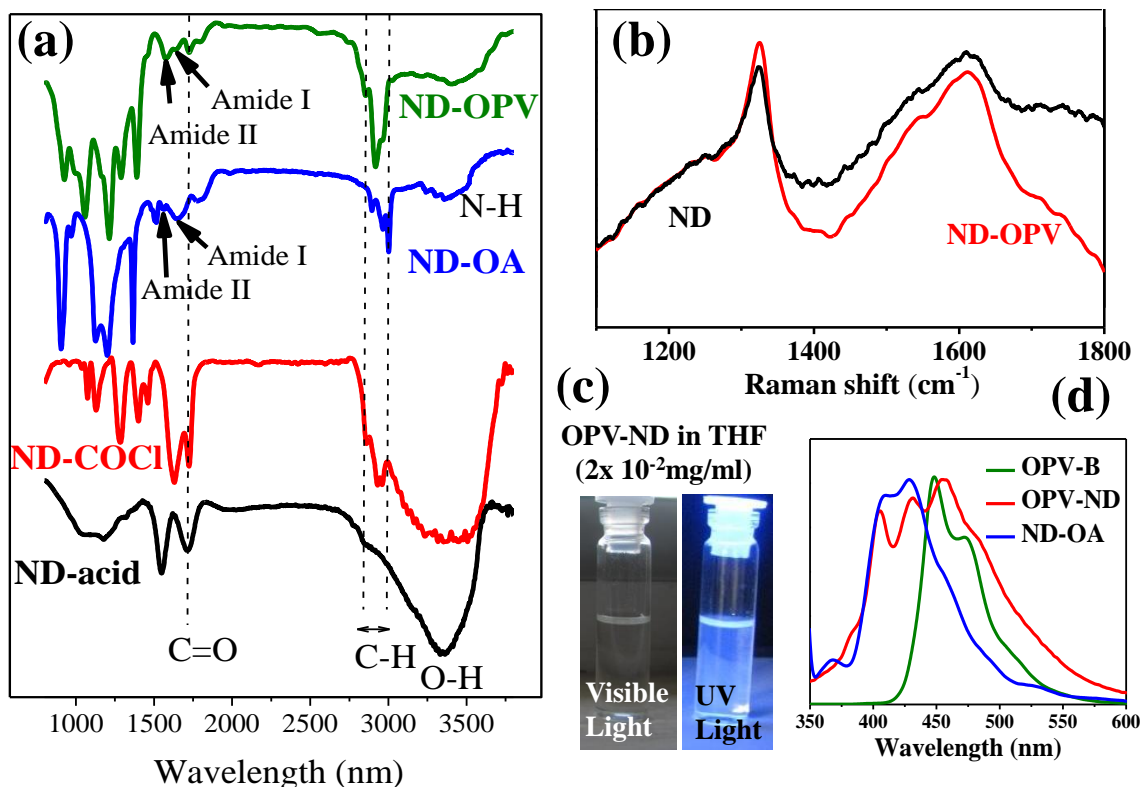 (a)
Amide I
Amide II
ND-OPV
N-H
Amide I
Amide II
ND-OA
ND-COCl
ND-acid
C=O
C-H
O-H
1000 1500 2000 2500 3000 3500
Wavelength (nm)
(b)
ND
ND-OPV
1200 1400 1600 1800
Raman shift (cm⁻¹)
(c)
OPV-ND in THF
(2x 10⁻²mg/ml)
Visible
Light
UV
Light
(d)
OPV-B
OPV-ND
ND-OA
350 400 450 500 550 600
Wavelength (nm)